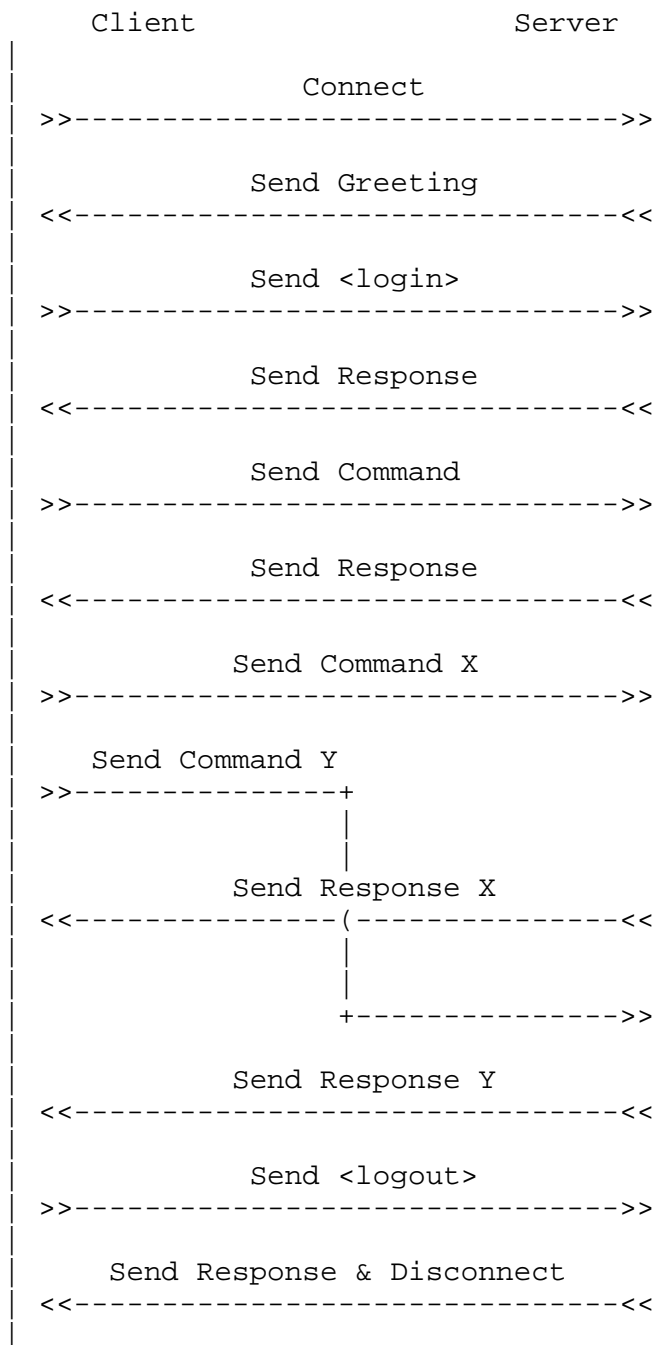 Client Server
Connect
>>------------------------------->>
Send Greeting
<<-------------------------------<<
Send <login>
>>------------------------------->>
Send Response
<<-------------------------------<<
Send Command
>>------------------------------->>
Send Response
<<-------------------------------<<
Send Command X
>>------------------------------->>
Send Command Y
>>---------------+
Send Response X
<<---------------(---------------<<
+--------------->>
Send Response Y
<<-------------------------------<<
Send <logout>
>>------------------------------->>
Send Response & Disconnect
<<-------------------------------<<